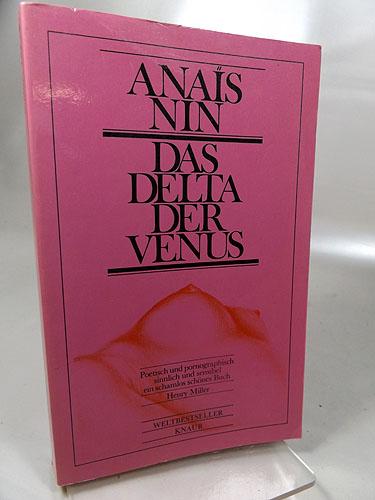 ANAÏS
NIN
DAS
DELTA
DER
VENUS
Poetisch und pornographisch
sinnlich und sensibel
ein schamlos schönes Buch
Henry Miller
WELTBESTSELLER
KNAUR